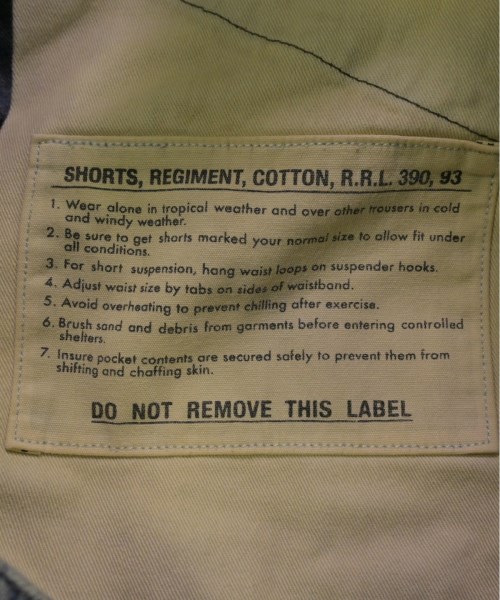 SHORTS, REGIMENT, COTTON, R.R.L. 390, 93
1. Wear alone in tropical weather and over other trousers in cold
and windy weather.
2. Be sure to get shorts marked your normal size to allow fit under
all conditions.
3. For short suspension, hang waist loops on suspender hooks.
4. Adjust waist size by tabs on sides of waistband.
5. Avoid overheating to prevent chilling after exercise.
6. Brush sand and debris from garments before entering controlled
shelters.
7. Insure pocket contents are secured safely to prevent them from
shifting and chaffing skin.
DO NOT REMOVE THIS LABEL